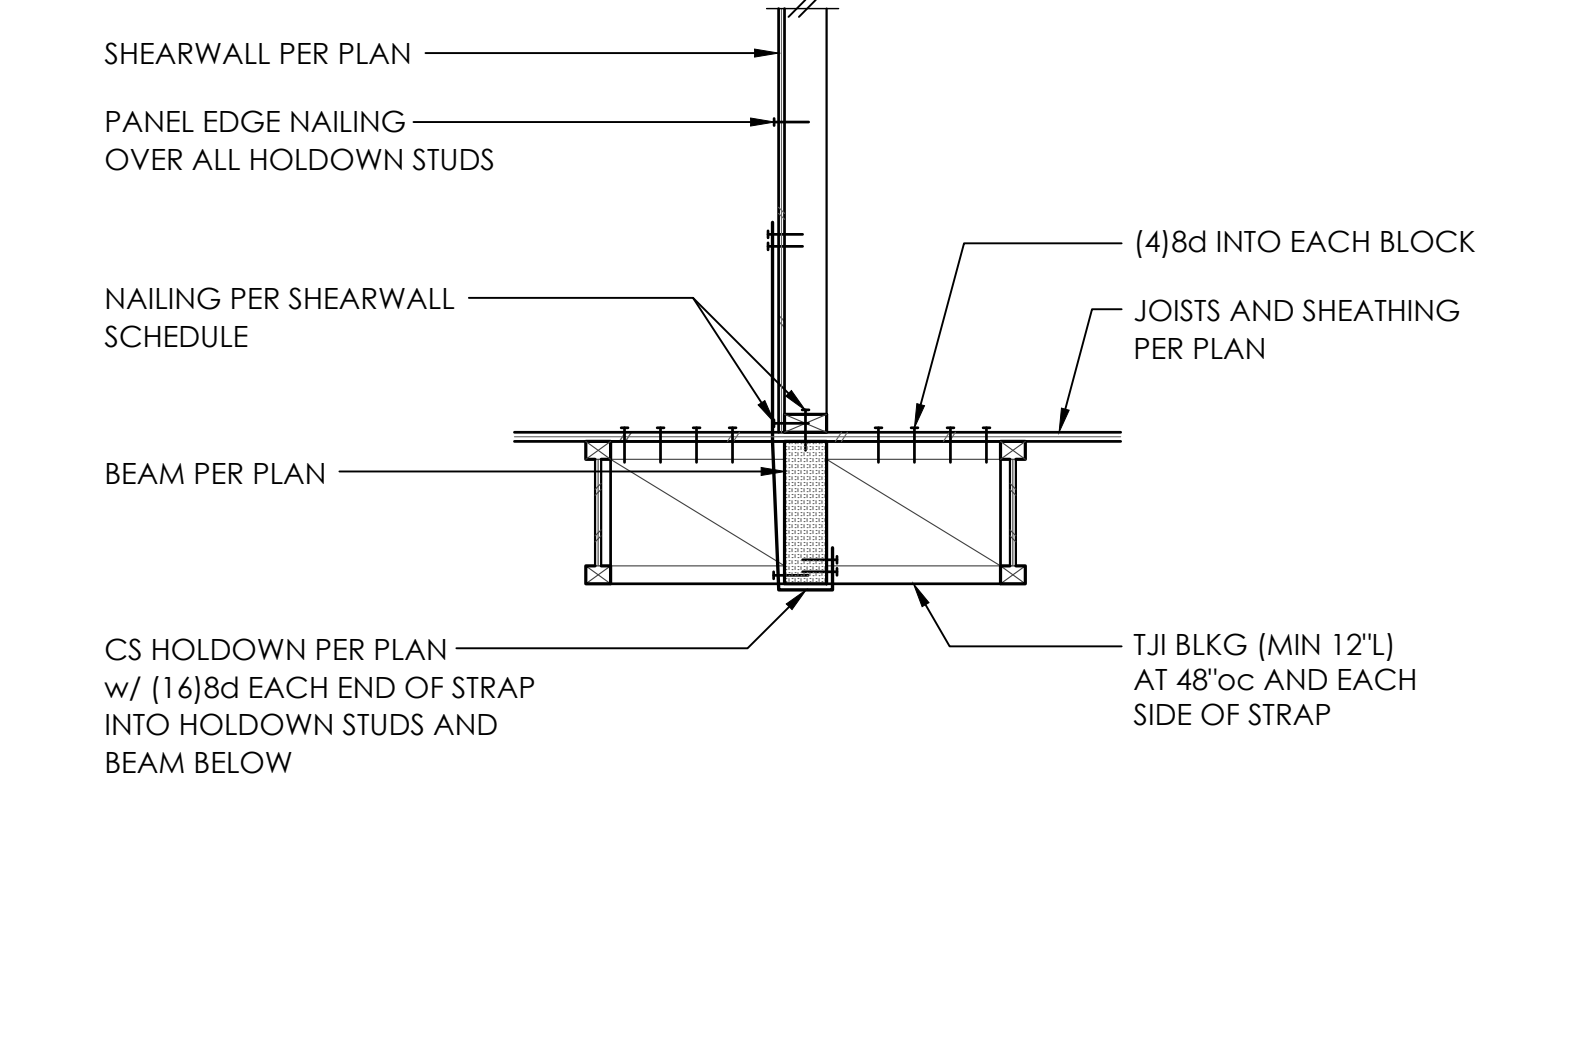 SHEARWALL PER PLAN
PANEL EDGE NAILING
OVER ALL HOLDOWN STUDS
NAILING PER SHEARWALL
SCHEDULE
BEAM PER PLAN
CS HOLDOWN PER PLAN
w/ (16)8d EACH END OF STRAP
INTO HOLDOWN STUDS AND
BEAM BELOW
(4)8d INTO EACH BLOCK
JOISTS AND SHEATHING
PER PLAN
TJI BLKG (MIN 12"L)
AT 48"oc AND EACH
SIDE OF STRAP